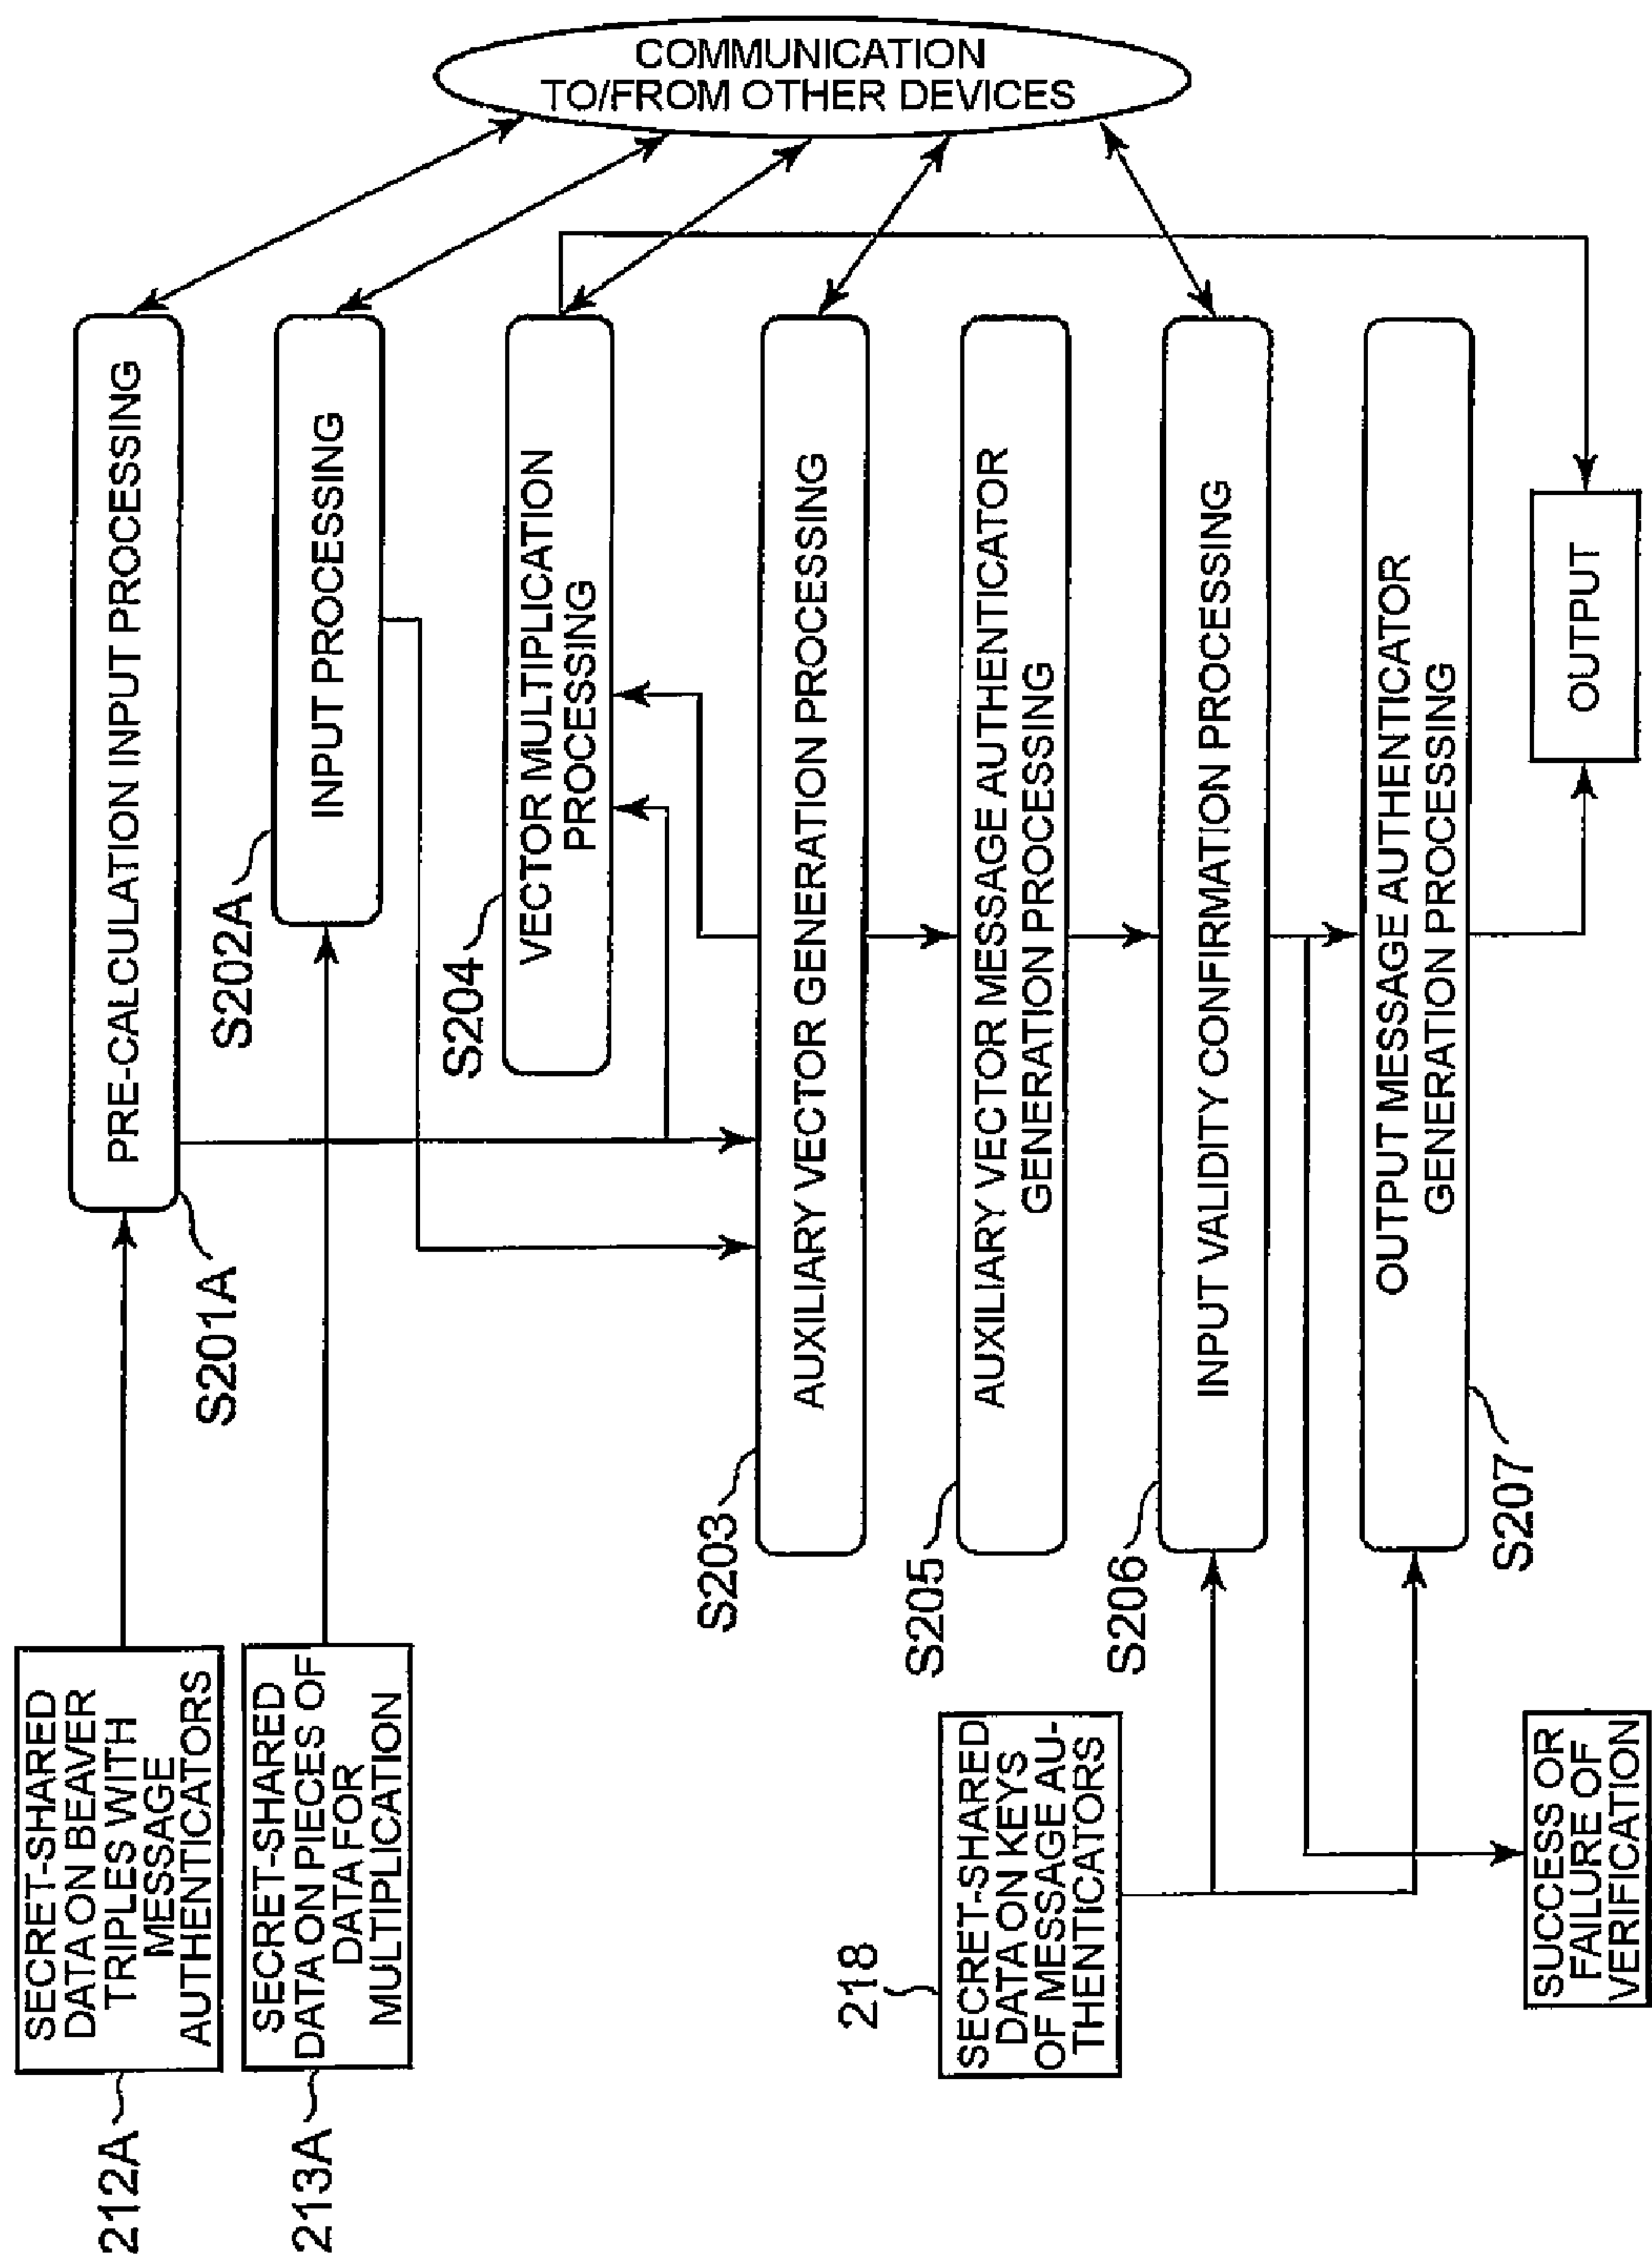 212A
SECRET-SHARED
DATA ON BEAVER
TRIPLES WITH
MESSAGE
AUTHENTICATORS
S201A
PRE-CALCULATION INPUT PROCESSING
213A
SECRET-SHARED
DATA ON PIECES OF
DATA FOR
MULTIPLICATION
S202A
INPUT PROCESSING
S204
VECTOR MULTIPLICATION
PROCESSING
COMMUNICATION
TO/FROM OTHER DEVICES
S203
AUXILIARY VECTOR GENERATION PROCESSING
S205
AUXILIARY VECTOR MESSAGE AUTHENTICATOR
GENERATION PROCESSING
218
SECRET-SHARED
DATA ON KEYS
OF MESSAGE AU-
THENTICATORS
S206
INPUT VALIDITY CONFIRMATION PROCESSING
S207
OUTPUT MESSAGE AUTHENTICATOR
GENERATION PROCESSING
SUCCESS OR
FAILURE OF
VERIFICATION
OUTPUT